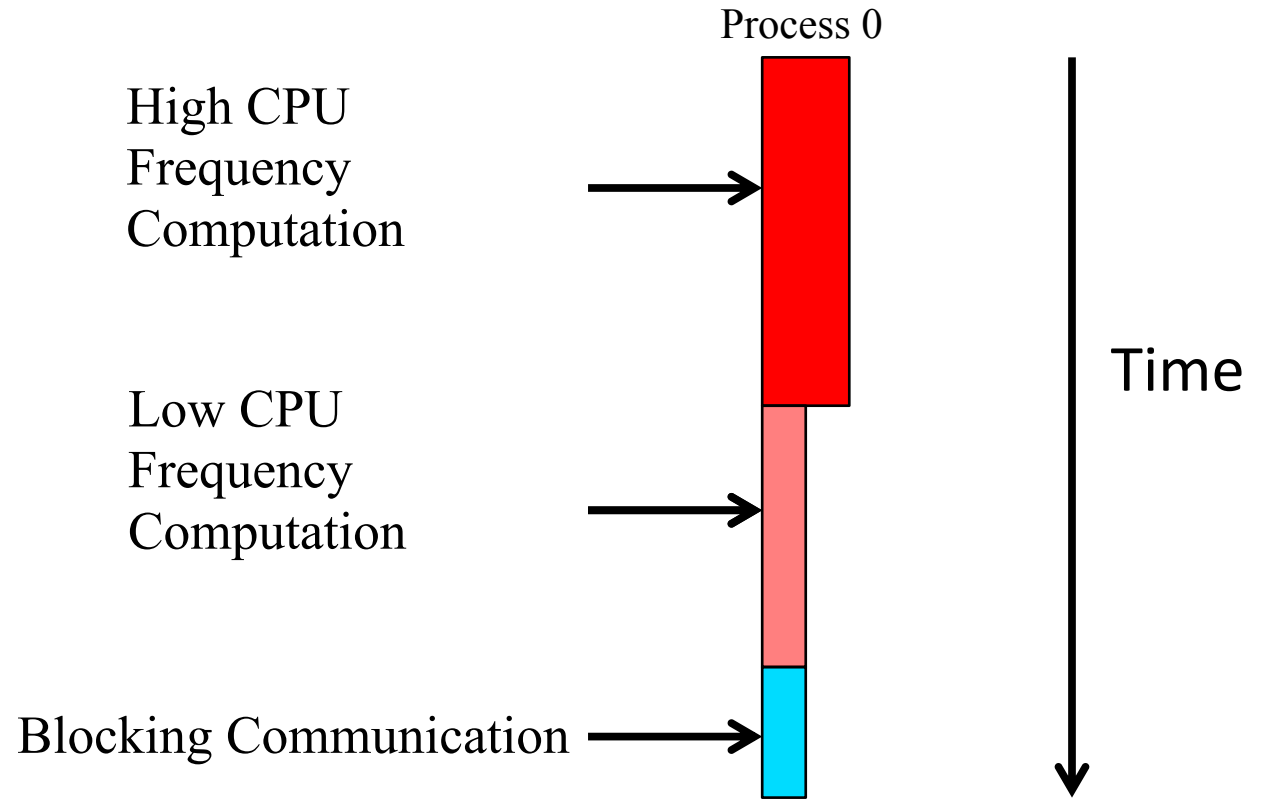 Process 0
High CPU
Frequency
Computation
Time
Low CPU
Frequency
Computation
Blocking Communication